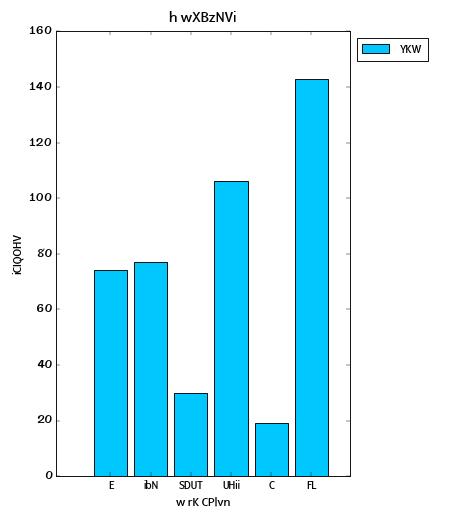 h wXBzNVi
160
140
120
100
80
60
40
20
0
iCIQOHV
E ibN SDUT UHii C FL
w rK CPlvn
YKW